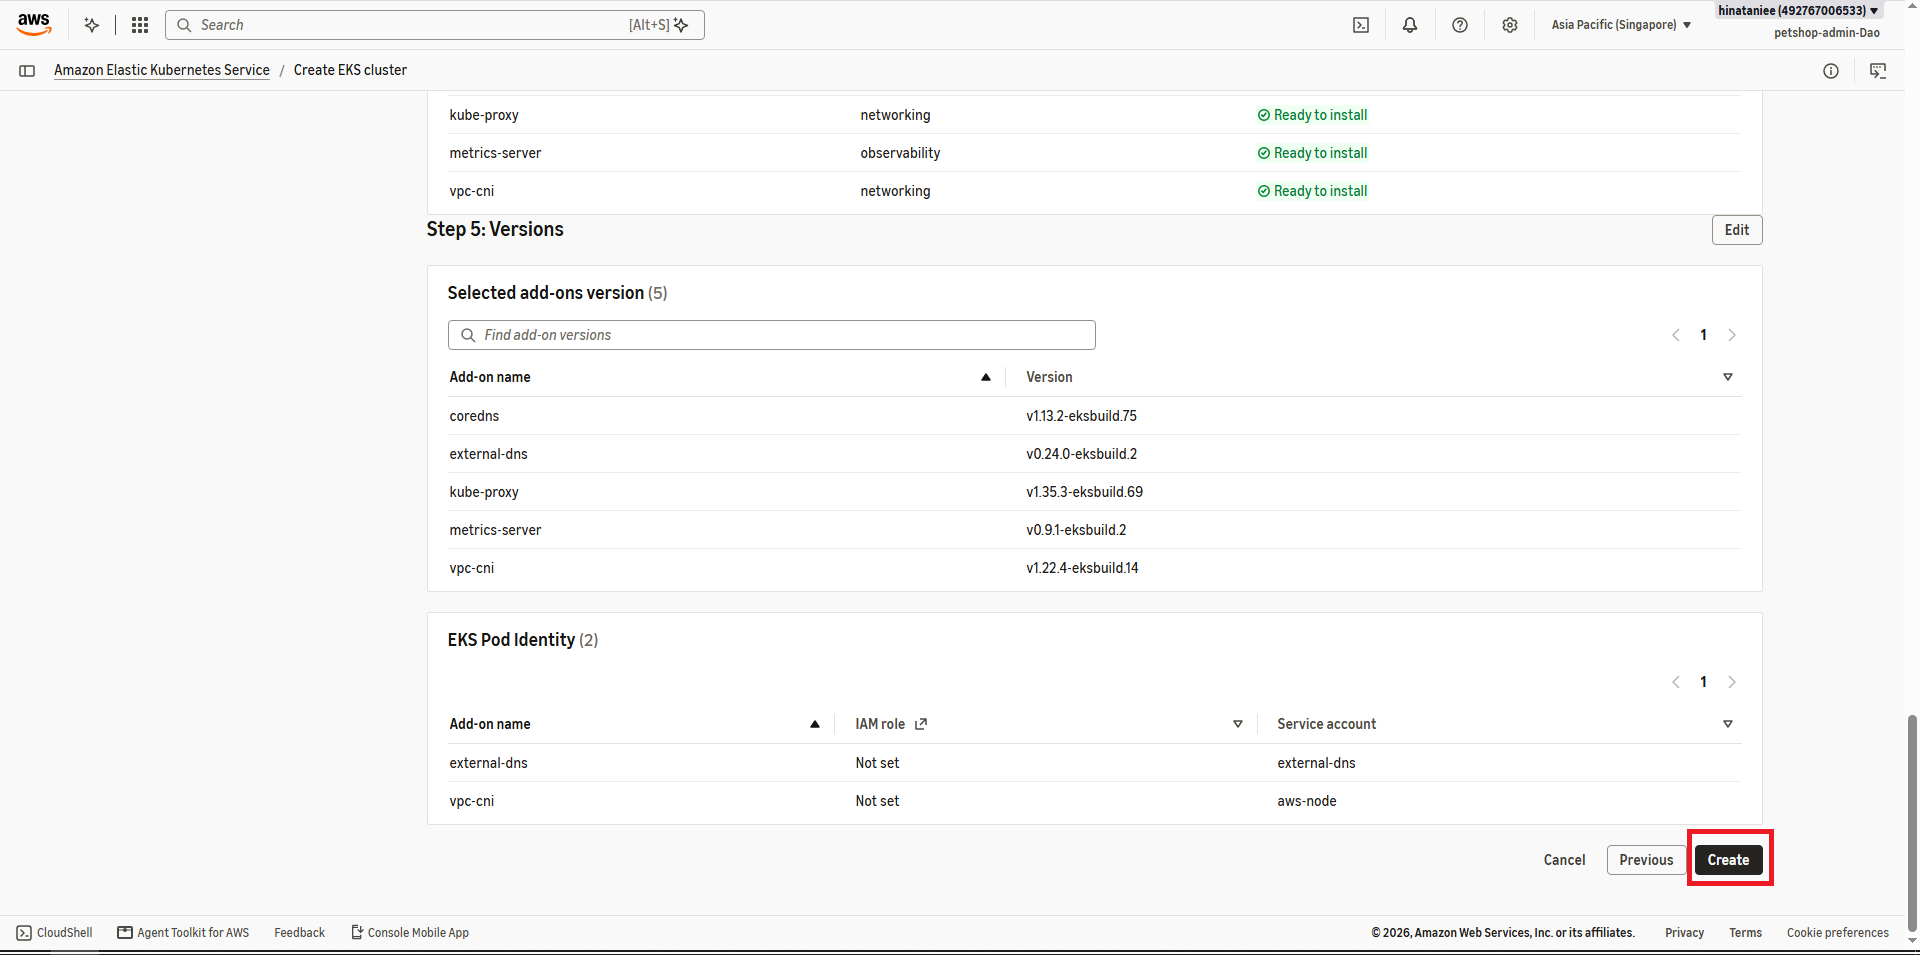 aws
Search [Alt+S]
Asia Pacific (Singapore)
hinataniee (492767006533)
petshop-admin-Dao
Amazon Elastic Kubernetes Service / Create EKS cluster
kube-proxy networking Ready to install
metrics-server observability Ready to install
vpc-cni networking Ready to install
Step 5: Versions Edit
Selected add-ons version (5)
Find add-on versions 1
Add-on name Version
coredns v1.13.2-eksbuild.75
external-dns v0.24.0-eksbuild.2
kube-proxy v1.35.3-eksbuild.69
metrics-server v0.9.1-eksbuild.2
vpc-cni v1.22.4-eksbuild.14
EKS Pod Identity (2)
1
Add-on name IAM role Service account
external-dns Not set external-dns
vpc-cni Not set aws-node
Cancel Previous Create
CloudShell Agent Toolkit for AWS Feedback Console Mobile App © 2026, Amazon Web Services, Inc. or its affiliates. Privacy Terms Cookie preferences